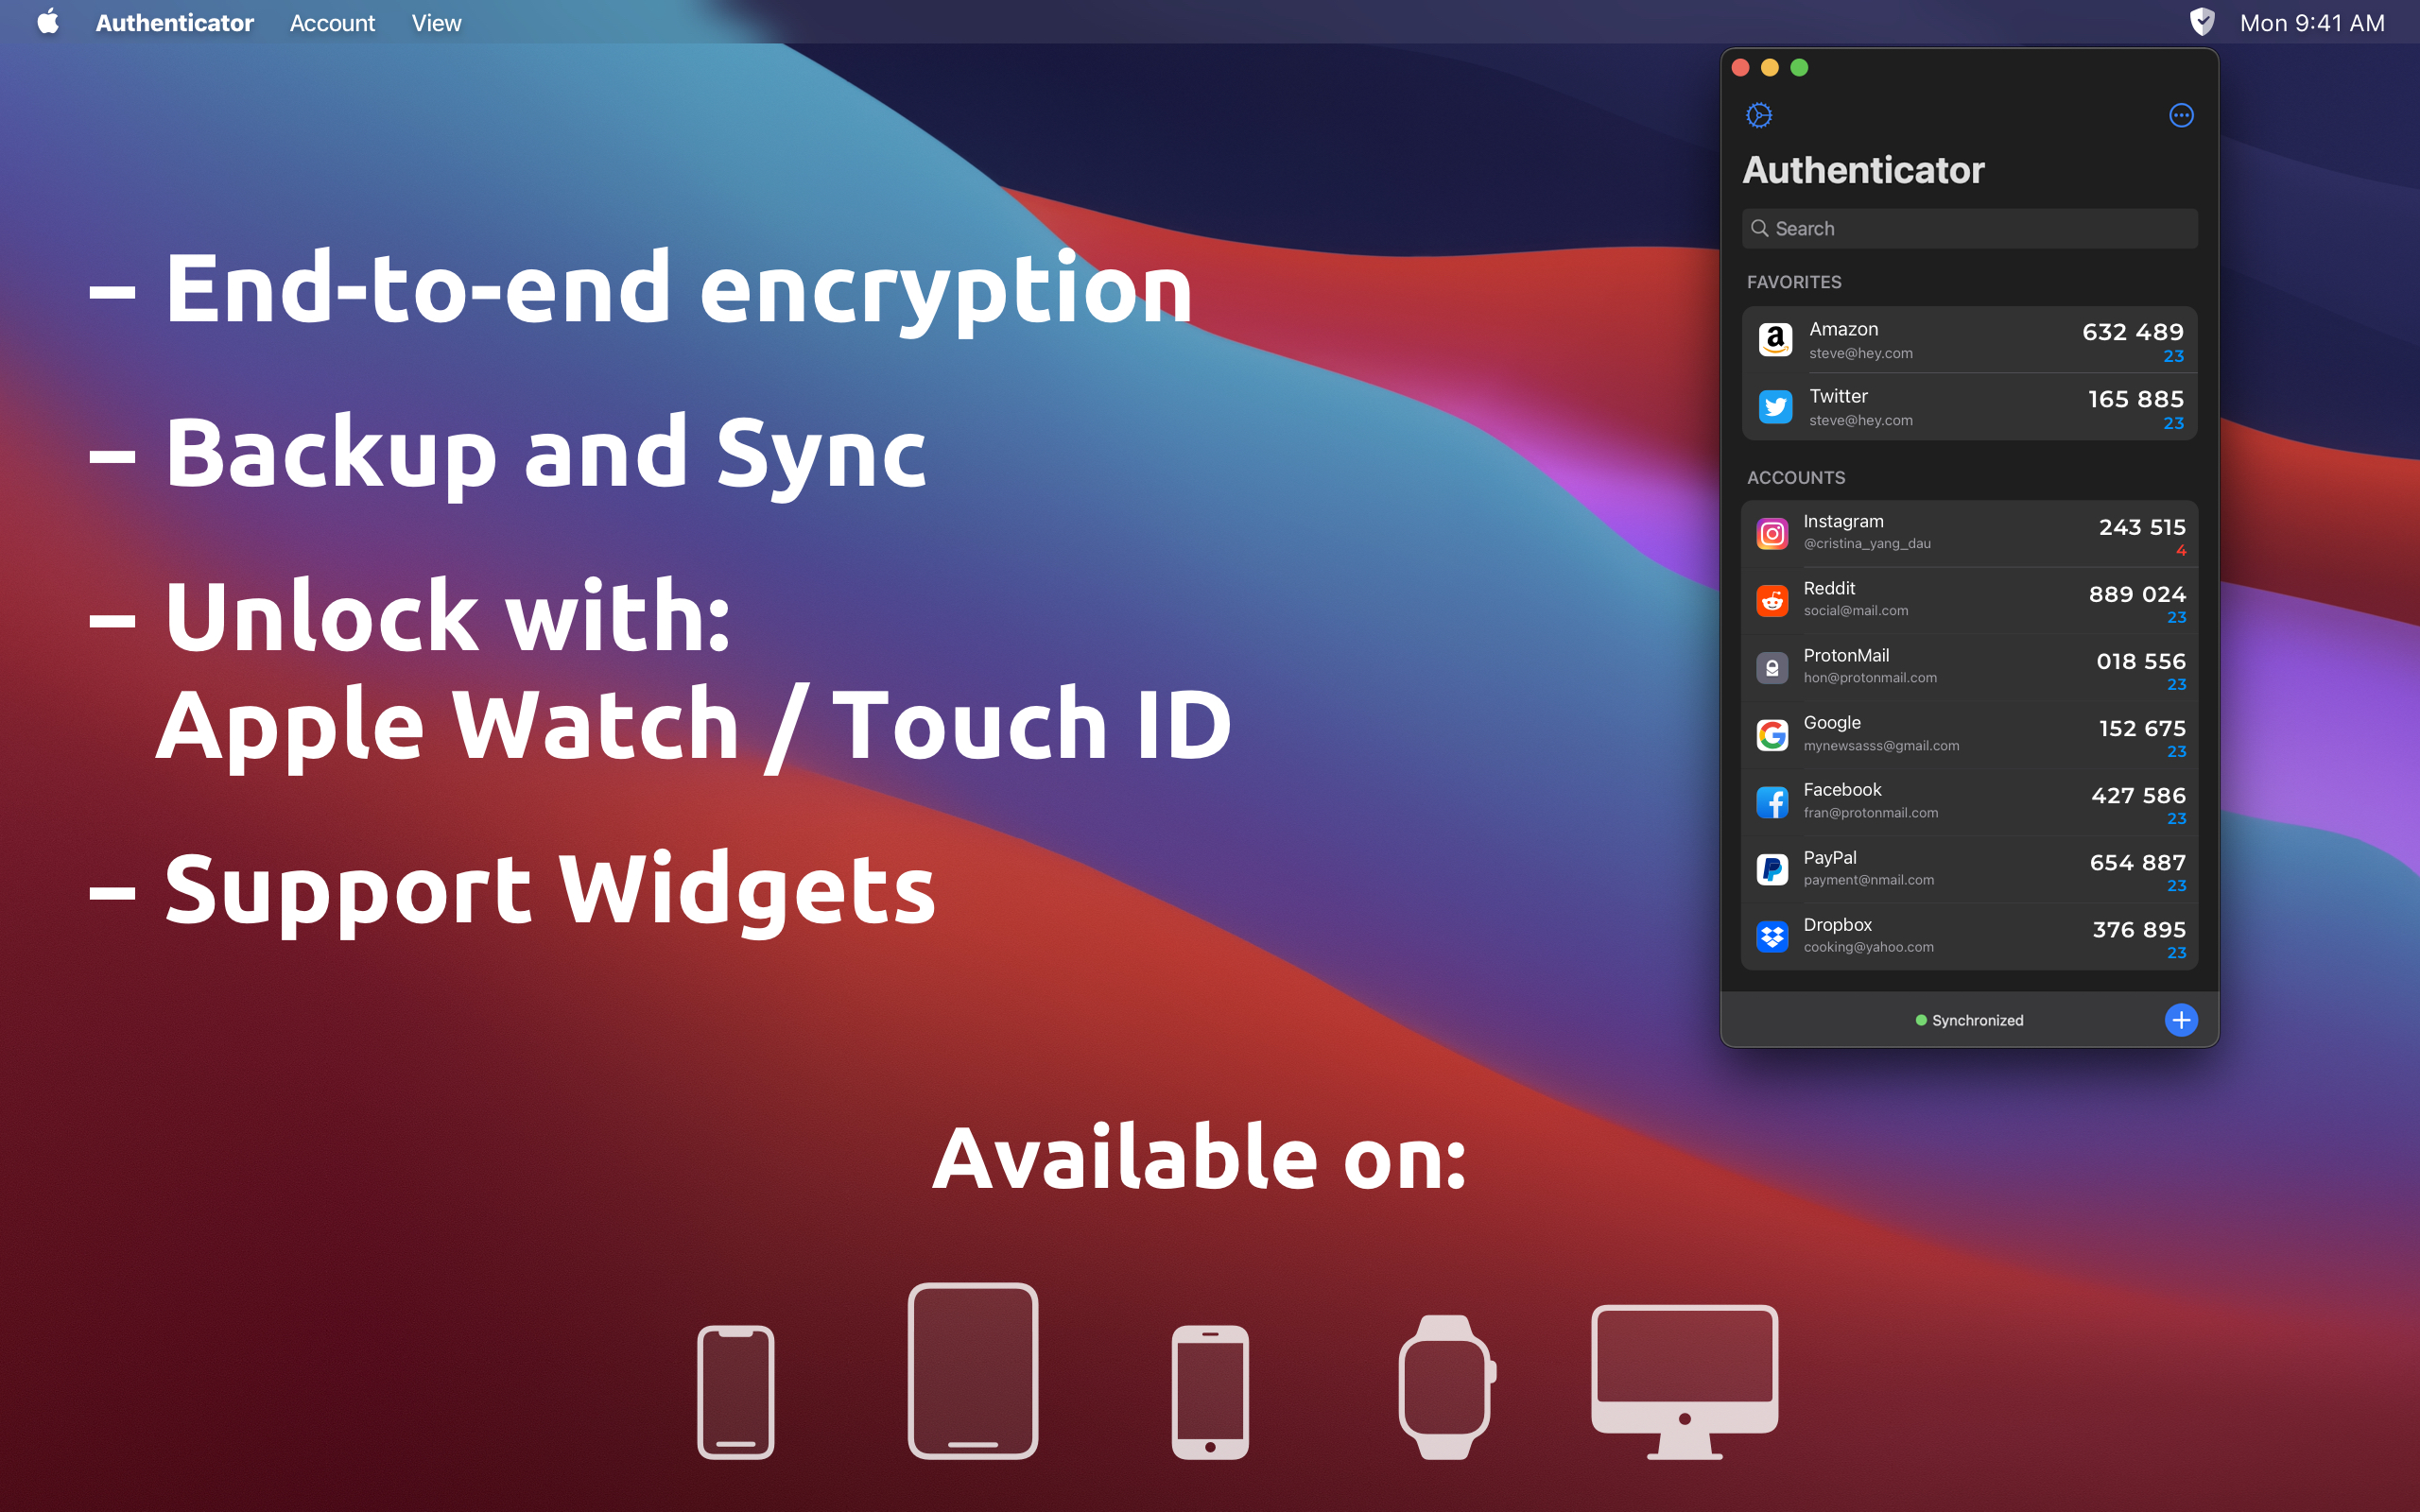 Authenticator Account View Mon 9:41 AM
– End-to-end encryption
– Backup and Sync
– Unlock with:
Apple Watch / Touch ID
– Support Widgets
Authenticator
Search
FAVORITES
Amazon 632 489
steve@hey.com 23
Twitter 165 885
steve@hey.com 23
ACCOUNTS
Instagram 243 515
@cristina_yang_dau 4
Reddit 889 024
social@mail.com 23
ProtonMail 018 556
hon@protonmail.com 23
Google 152 675
mynewsasss@gmail.com 23
Facebook 427 586
fran@protonmail.com 23
PayPal 654 887
payment@nmail.com 23
Dropbox 376 895
cooking@yahoo.com 23
Synchronized
Available on: